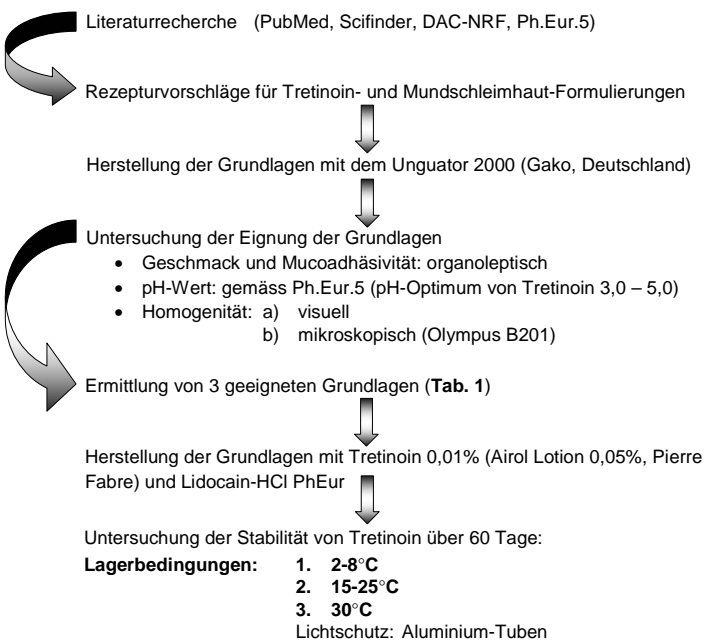 Literaturrecherche (PubMed, Scifinder, DAC-NRF, Ph.Eur.5)
Rezepturvorschläge für Tretinoin- und Mundschleimhaut-Formulierungen
Herstellung der Grundlagen mit dem Unguator 2000 (Gako, Deutschland)
Untersuchung der Eignung der Grundlagen
• Geschmack und Mucoadhäsivität: organoleptisch
• pH-Wert: gemäss Ph.Eur.5 (pH-Optimum von Tretinoin 3,0 – 5,0)
• Homogenität: a) visuell
b) mikroskopisch (Olympus B201)
Ermittlung von 3 geeigneten Grundlagen (Tab. 1)
Herstellung der Grundlagen mit Tretinoin 0,01% (Airol Lotion 0,05%, Pierre
Fabre) und Lidocain-HCl PhEur
Untersuchung der Stabilität von Tretinoin über 60 Tage:
Lagerbedingungen: 1. 2-8°C
2. 15-25°C
3. 30°C
Lichtschutz: Aluminium-Tuben